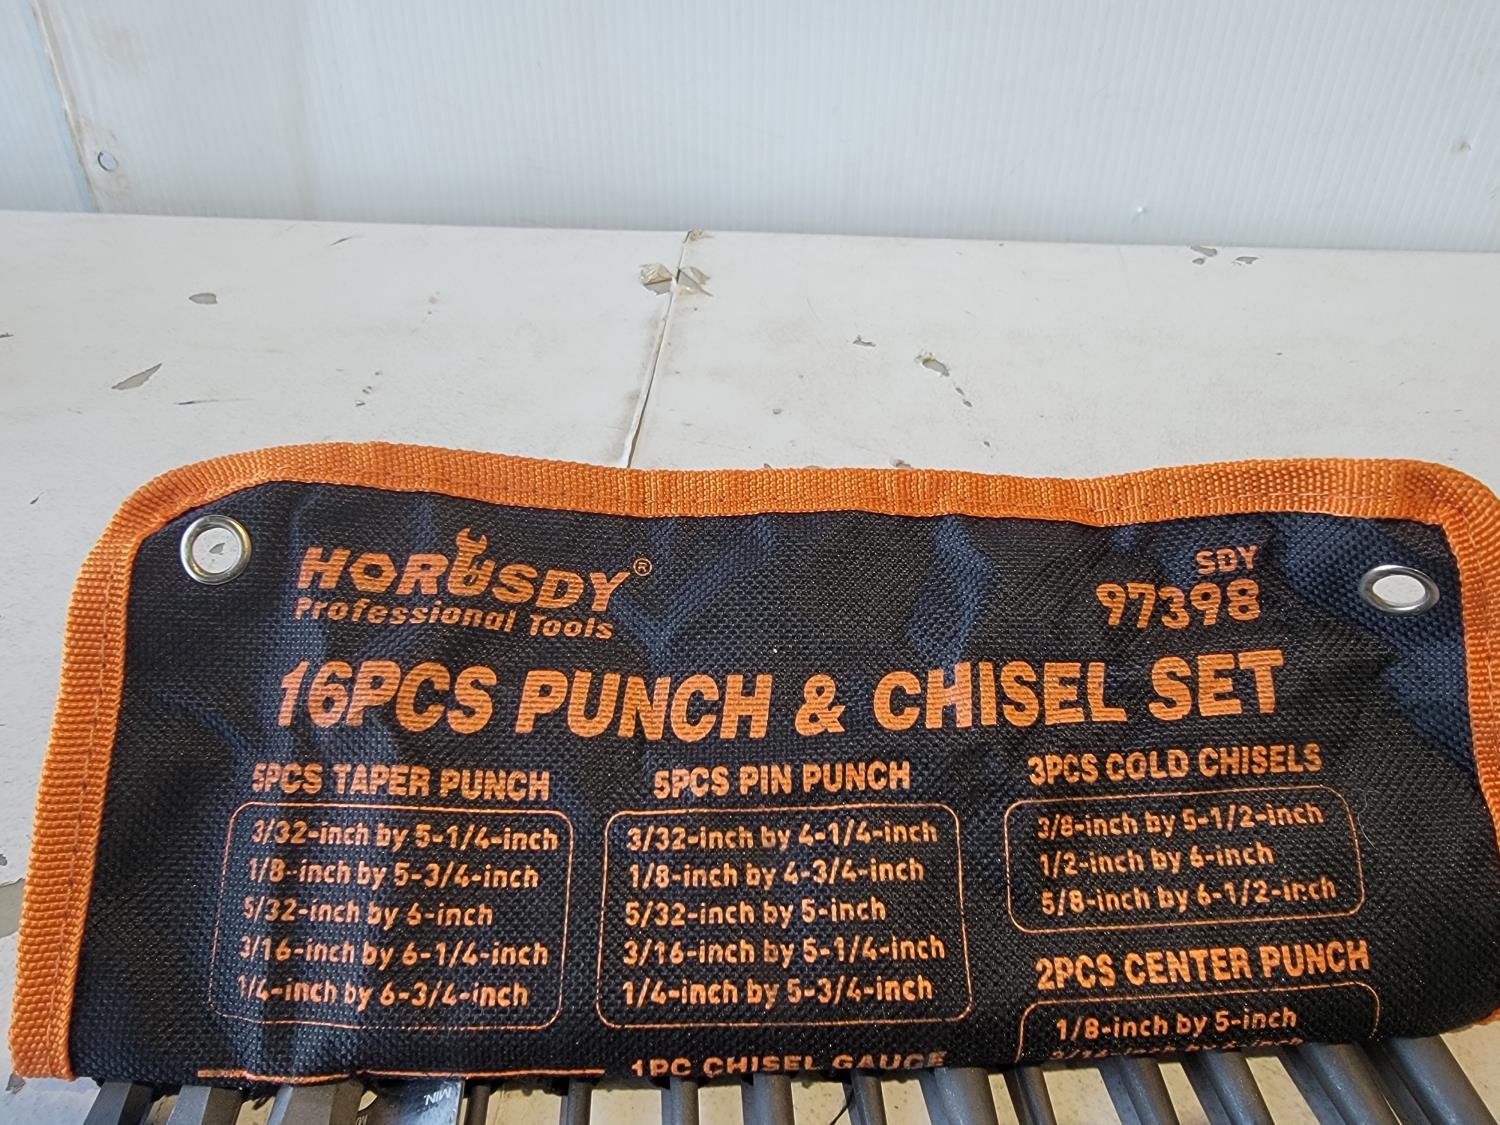 HORUSDY®
Professional Tools
SDY
97398
16PCS PUNCH & CHISEL SET
5PCS TAPER PUNCH
3/32-inch by 5-1/4-inch
1/8-inch by 5-3/4-inch
5/32-inch by 6-inch
3/16-inch by 6-1/4-inch
1/4-inch by 6-3/4-inch
5PCS PIN PUNCH
3/32-inch by 4-1/4-inch
1/8-inch by 4-3/4-inch
5/32-inch by 5-inch
3/16-inch by 5-1/4-inch
1/4-inch by 5-3/4-inch
3PCS COLD CHISELS
3/8-inch by 5-1/2-inch
1/2-inch by 6-inch
5/8-inch by 6-1/2-inch
2PCS CENTER PUNCH
1/8-inch by 5-inch
1PC CHISEL GAUGE
MIN.